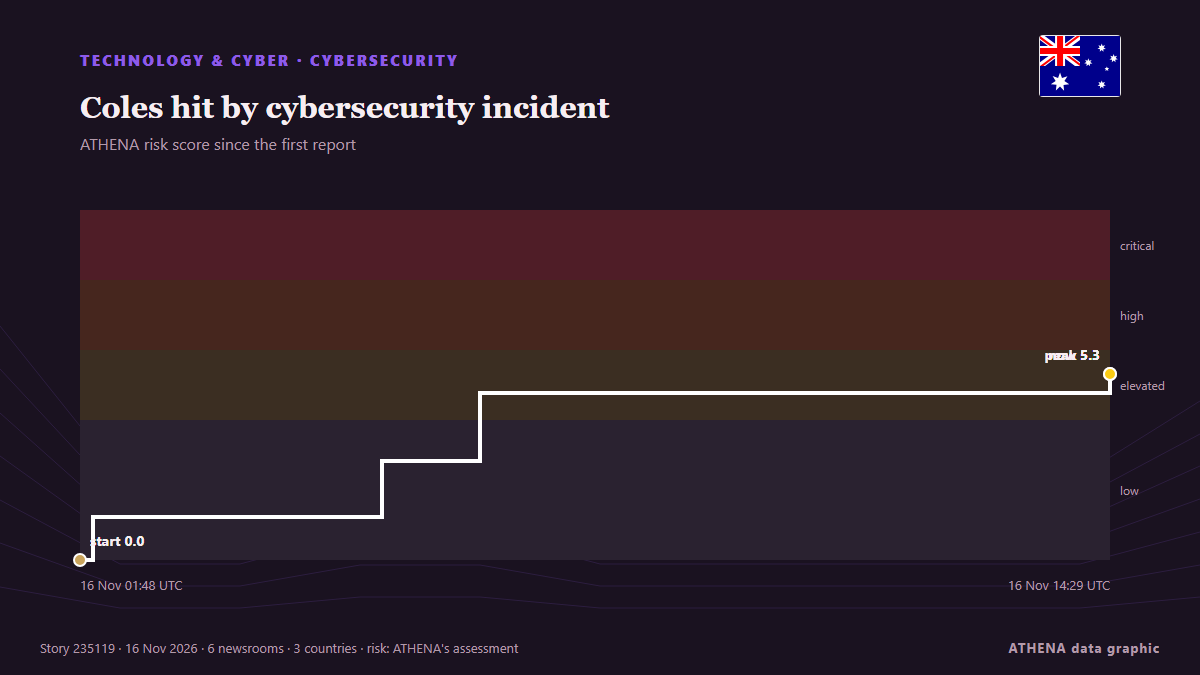 TECHNOLOGY & CYBER · CYBERSECURITY
Coles hit by cybersecurity incident
ATHENA risk score since the first report
critical
high
peak 5.3
elevated
low
start 0.0
16 Nov 01:48 UTC
16 Nov 14:29 UTC
Story 235119 · 16 Nov 2026 · 6 newsrooms · 3 countries · risk: ATHENA's assessment
ATHENA data graphic